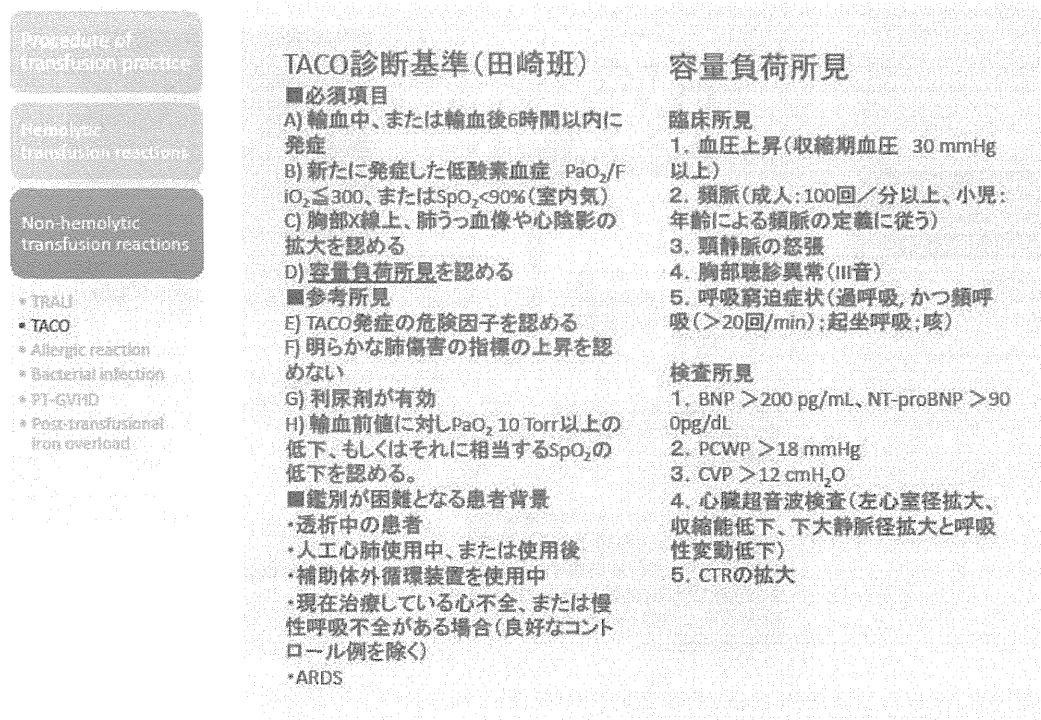 Procedure of
transfusion practice
Hemolytic
transfusion reactions
Non-hemolytic
transfusion reactions
• TRALI
• TACO
• Allergic reaction
• Bacterial infection
• PT-GVHD
• Post-transfusional
iron overload
TACO診断基準(田崎班)
■必須項目
A) 輸血中、または輸血後6時間以内に
発症
B) 新たに発症した低酸素血症 PaO₂/F
iO₂≦300、またはSpO₂<90%(室内気)
C) 胸部X線上、肺うっ血像や心陰影の
拡大を認める
D) 容量負荷所見を認める
■参考所見
E) TACO発症の危険因子を認める
F) 明らかな肺傷害の指標の上昇を認
めない
G) 利尿剤が有効
H) 輸血前値に対しPaO₂ 10 Torr以上の
低下、もしくはそれに相当するSpO₂の
低下を認める。
■鑑別が困難となる患者背景
・透析中の患者
・人工心肺使用中、または使用後
・補助体外循環装置を使用中
・現在治療している心不全、または慢
性呼吸不全がある場合(良好なコント
ロール例を除く)
・ARDS
容量負荷所見
臨床所見
1. 血圧上昇(収縮期血圧 30 mmHg
以上)
2. 頻脈(成人:100回/分以上、小児:
年齢による頻脈の定義に従う)
3. 頸静脈の怒張
4. 胸部聴診異常(III音)
5. 呼吸窮迫症状(過呼吸, かつ頻呼
吸(>20回/min);起坐呼吸;咳)
検査所見
1. BNP >200 pg/mL、NT-proBNP >90
0pg/dL
2. PCWP >18 mmHg
3. CVP >12 cmH₂O
4. 心臓超音波検査(左心室径拡大、
収縮能低下、下大静脈径拡大と呼吸
性変動低下)
5. CTRの拡大